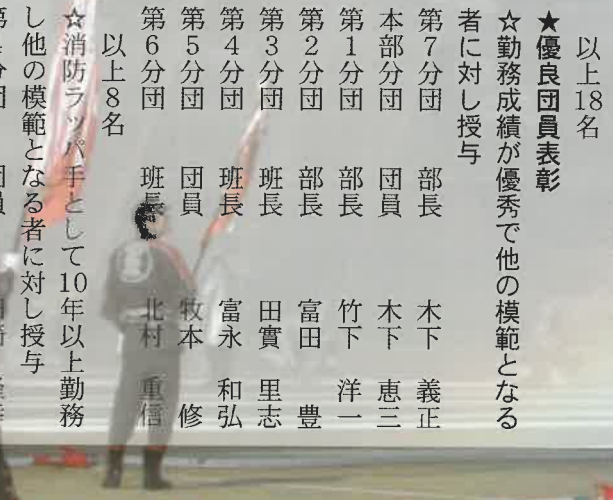 以上18名
★優良団員表彰
☆勤務成績が優秀で他の模範となる
者に対し授与
第7分団 部長 木下 義正
本部分団 団員 木下 恵三
第1分団 部長 竹下 洋一
第2分団 部長 富田 豊
第3分団 班長 田實 里志
第4分団 班長 富永 和弘
第5分団 団員 牧本 修
第6分団 班長 北村 重信
以上8名
☆消防ラッパ手として10年以上勤務
し他の模範となる者に対し授与